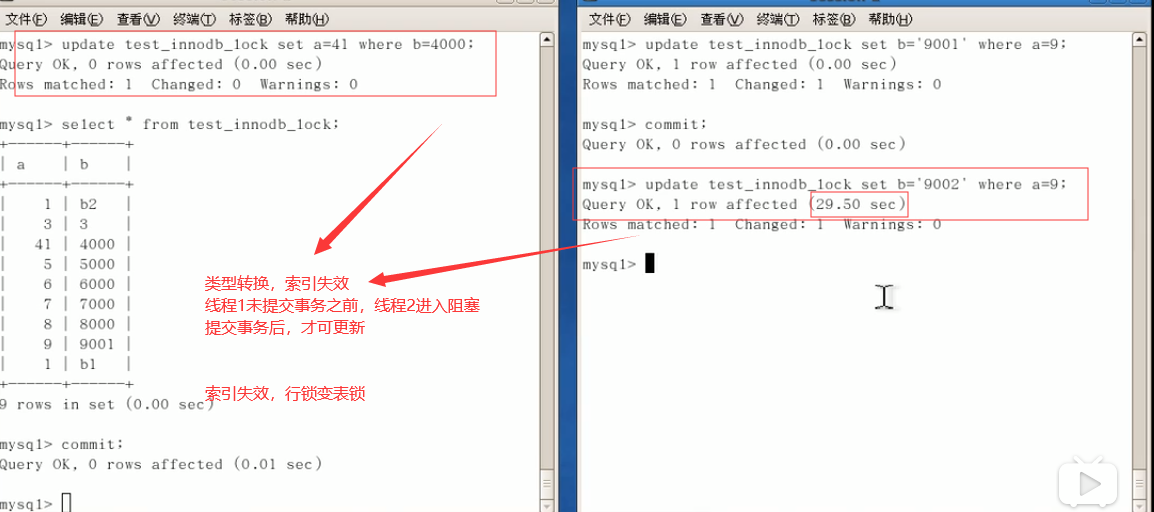 文件(F) 编辑(E) 查看(V) 终端(T) 标签(B) 帮助(H)
mysql> update test_innodb_lock set a=41 where b=4000;
Query OK, 0 rows affected (0.00 sec)
Rows matched: 1  Changed: 0  Warnings: 0
mysql> select * from test_innodb_lock;
+------+------+
| a    | b    |
+------+------+
|    1 | b2   |
|    3 | 3    |
|   41 | 4000 |
|    5 | 5000 |
|    6 | 6000 |
|    7 | 7000 |
|    8 | 8000 |
|    9 | 9001 |
|    1 | b1   |
+------+------+
9 rows in set (0.00 sec)
mysql> commit;
Query OK, 0 rows affected (0.01 sec)
mysql>
类型转换，索引失效
线程1未提交事务之前，线程2进入阻塞
提交事务后，才可更新
索引失效，行锁变表锁
文件(F) 编辑(E) 查看(V) 终端(T) 标签(B) 帮助(H)
mysql> update test_innodb_lock set b='9001' where a=9;
Query OK, 1 row affected (0.00 sec)
Rows matched: 1  Changed: 1  Warnings: 0
mysql> commit;
Query OK, 0 rows affected (0.00 sec)
mysql> update test_innodb_lock set b='9002' where a=9;
Query OK, 1 row affected (29.50 sec)
Rows matched: 1  Changed: 1  Warnings: 0
mysql>